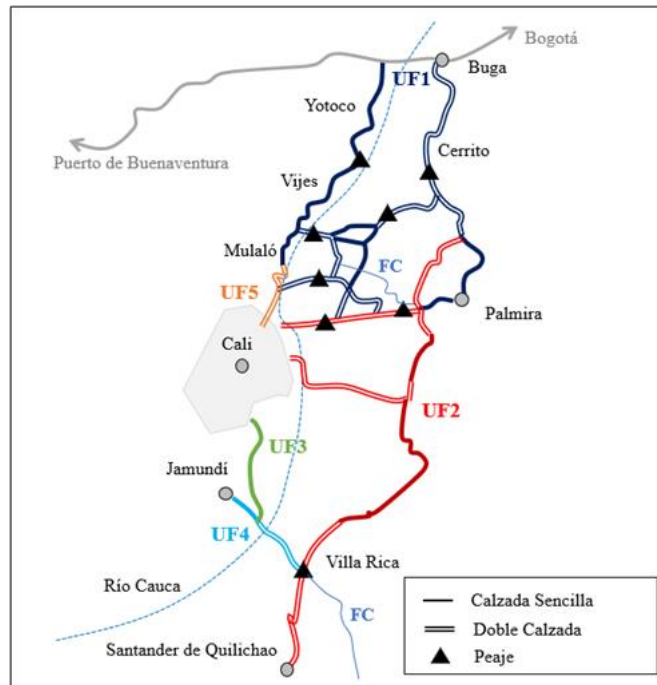 Bogotá
Buga
UF1
Yotoco
Puerto de Buenaventura
Cerrito
Vijes
Mulaló
FC
UF5
Palmira
Cali
UF2
UF3
Jamundí
UF4
Villa Rica
Río Cauca
FC
Santander de Quilichao
Calzada Sencilla
Doble Calzada
Peaje